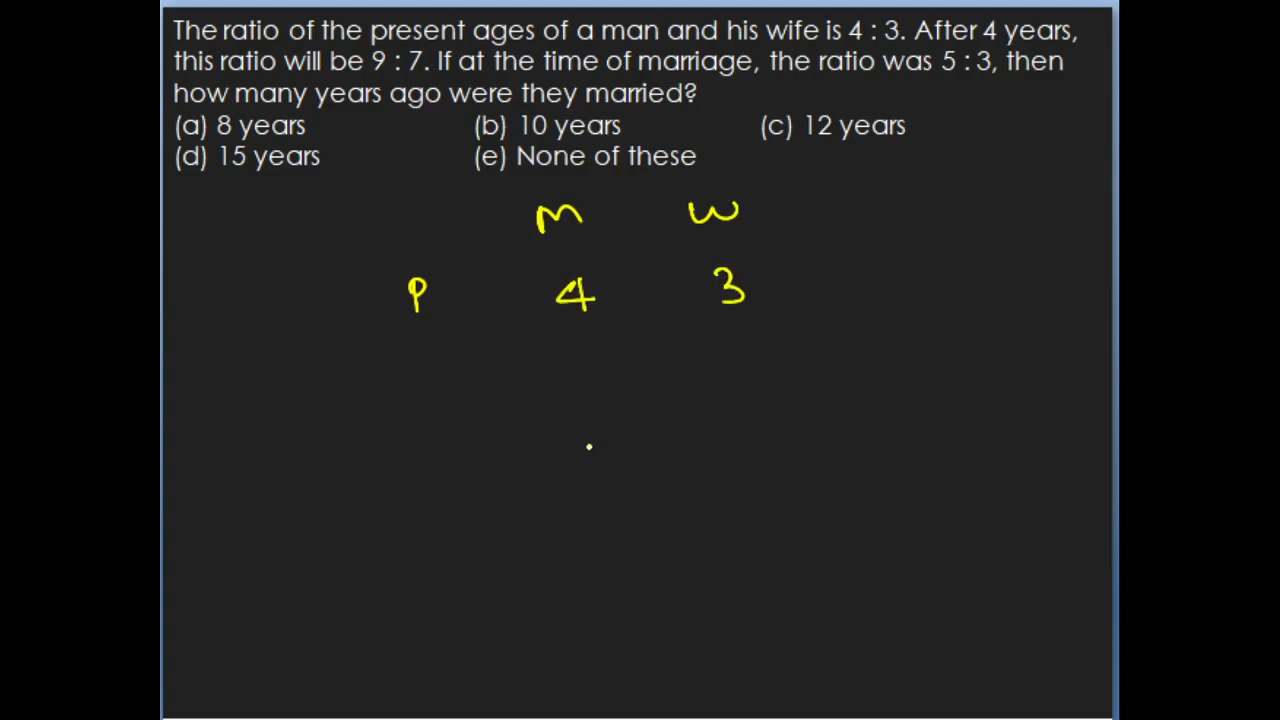 The ratio of the present ages of a man and his wife is 4 : 3. After 4 years,
this ratio will be 9 : 7. If at the time of marriage, the ratio was 5 : 3, then
how many years ago were they married?
(a) 8 years (b) 10 years (c) 12 years
(d) 15 years (e) None of these
M W
P 4 3